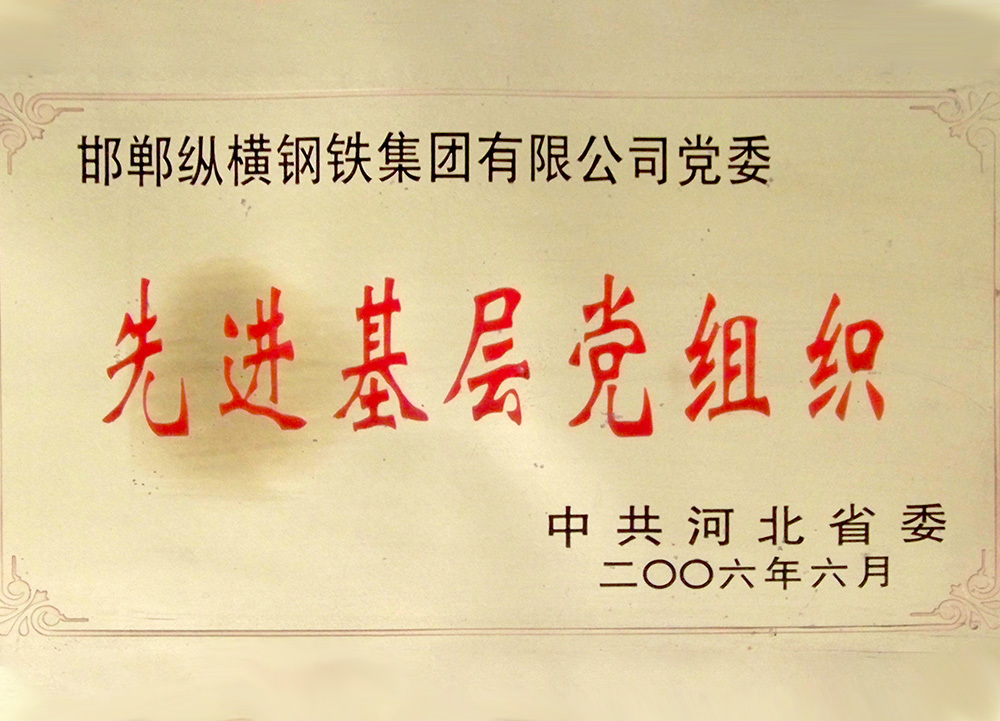 邯郸纵横钢铁集团有限公司党委
先进基层党组织
中共河北省委
二〇〇六年六月